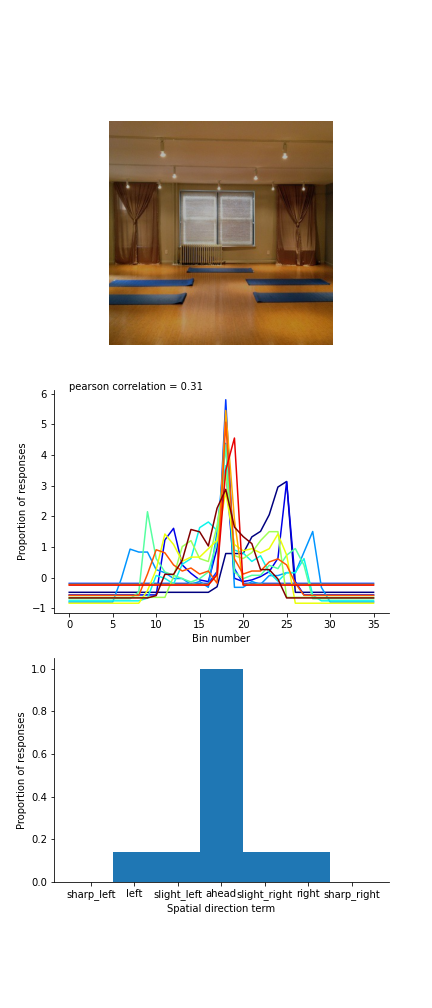 pearson correlation = 0.31
6
5
4
3
2
1
0
−1
Proportion of responses
0 5 10 15 20 25 30 35
Bin number
1.0
0.8
0.6
0.4
0.2
0.0
Proportion of responses
sharp_left left slight_left ahead slight_right right sharp_right
Spatial direction term